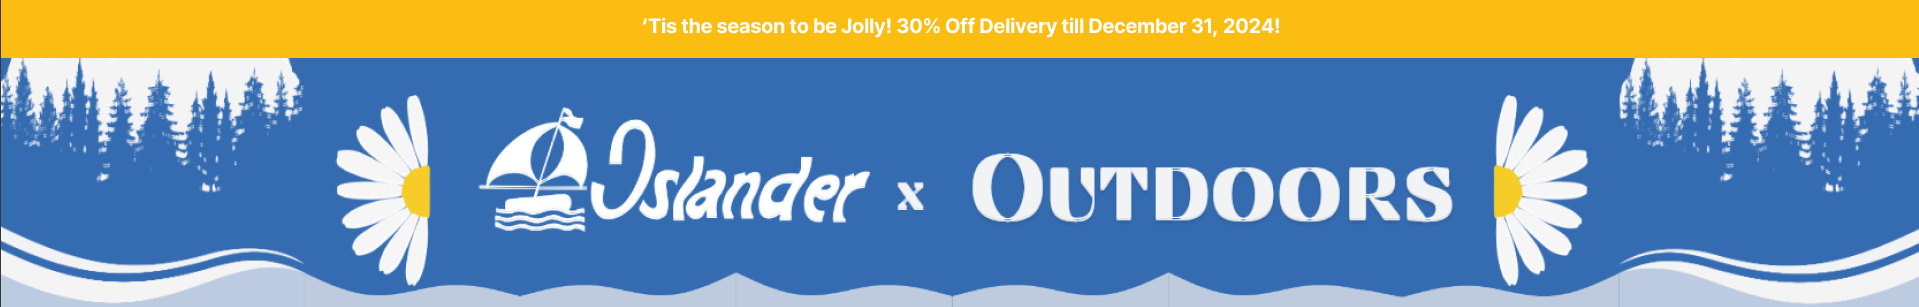 ‘Tis the season to be Jolly! 30% Off Delivery till December 31, 2024!
Islander x OUTDOORS